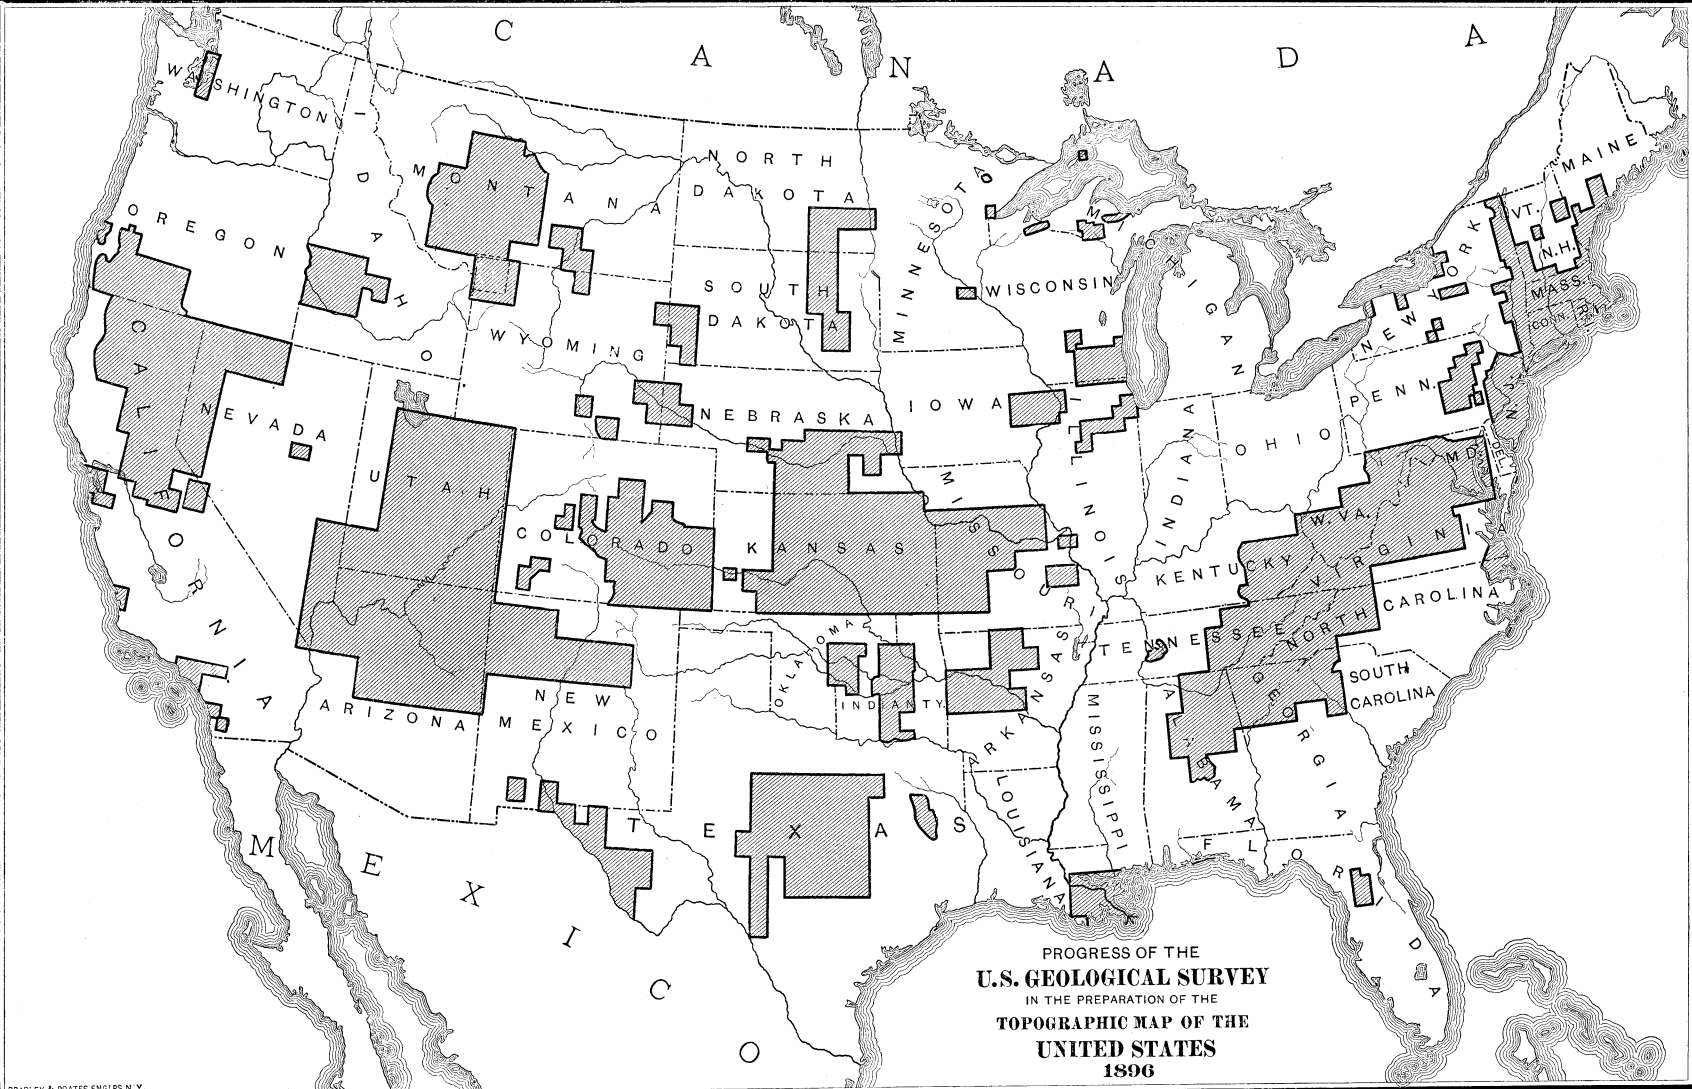 C A N A D A
WASHINGTON
IDAHO
MONTANA
NORTH
DAKOTA
MINNESOTA
MICHIGAN
MAINE
OREGON
VT.
N.H.
NEW YORK
MASS.
CONN.
R.I.
SOUTH
DAKOTA
WISCONSIN
WYOMING
CALIFORNIA
NEVADA
NEBRASKA
IOWA
ILLINOIS
INDIANA
OHIO
PENN.
N.J.
UTAH
MD.
DEL.
COLORADO
KANSAS
MISSOURI
KENTUCKY
W.VA.
VIRGINIA
OKLAHOMA
IND IAN TY.
TENNESSEE
NORTH CAROLINA
ARIZONA
NEW
MEXICO
ARKANSAS
SOUTH
CAROLINA
MISSISSIPPI
ALABAMA
GEORGIA
LOUISIANA
TEXAS
FLORIDA
M E X I C O
PROGRESS OF THE
U.S. GEOLOGICAL SURVEY
IN THE PREPARATION OF THE
TOPOGRAPHIC MAP OF THE
UNITED STATES
1896